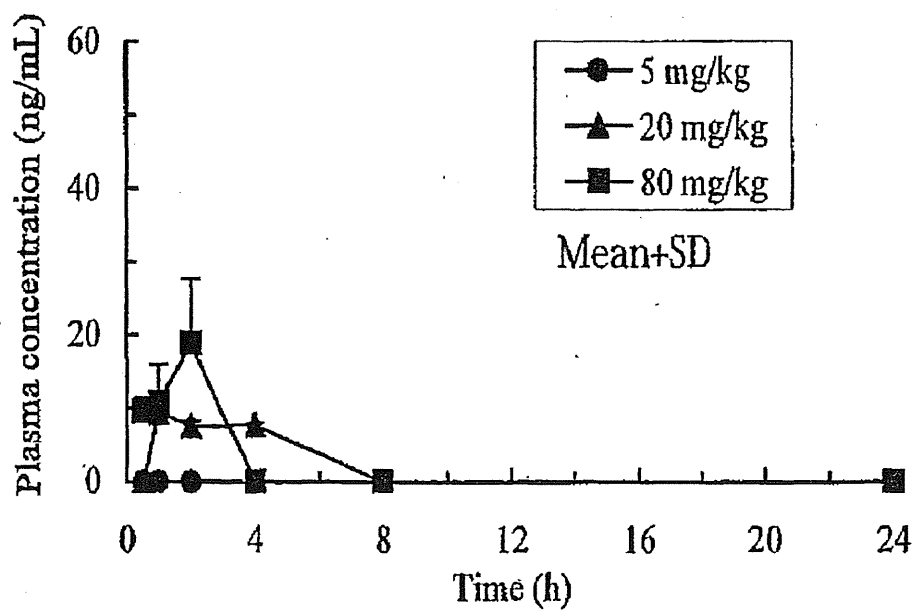 Plasma concentration (ng/mL)
60
40
20
0
5 mg/kg
20 mg/kg
80 mg/kg
Mean+SD
0 4 8 12 16 20 24
Time (h)